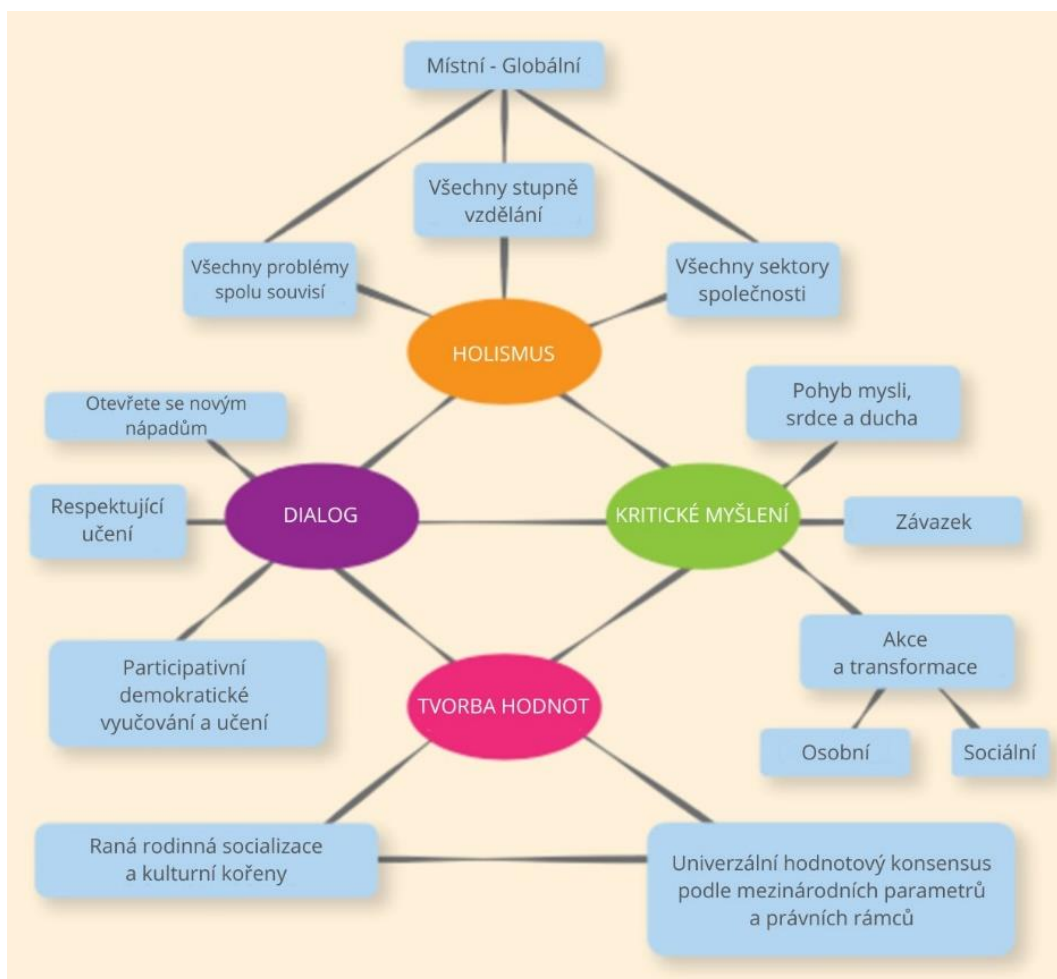 Místní - Globální
Všechny stupně
vzdělání
Všechny problémy
spolu souvisí
Všechny sektory
společnosti
HOLISMUS
Otevřete se novým
nápadům
Pohyb mysli,
srdce a ducha
Respektující
učení
DIALOG
KRITICKÉ MYŠLENÍ
Závazek
Participativní
demokratické
vyučování a učení
Akce
a transformace
TVORBA HODNOT
Osobní
Sociální
Raná rodinná socializace
a kulturní kořeny
Univerzální hodnotový konsensus
podle mezinárodních parametrů
a právních rámců